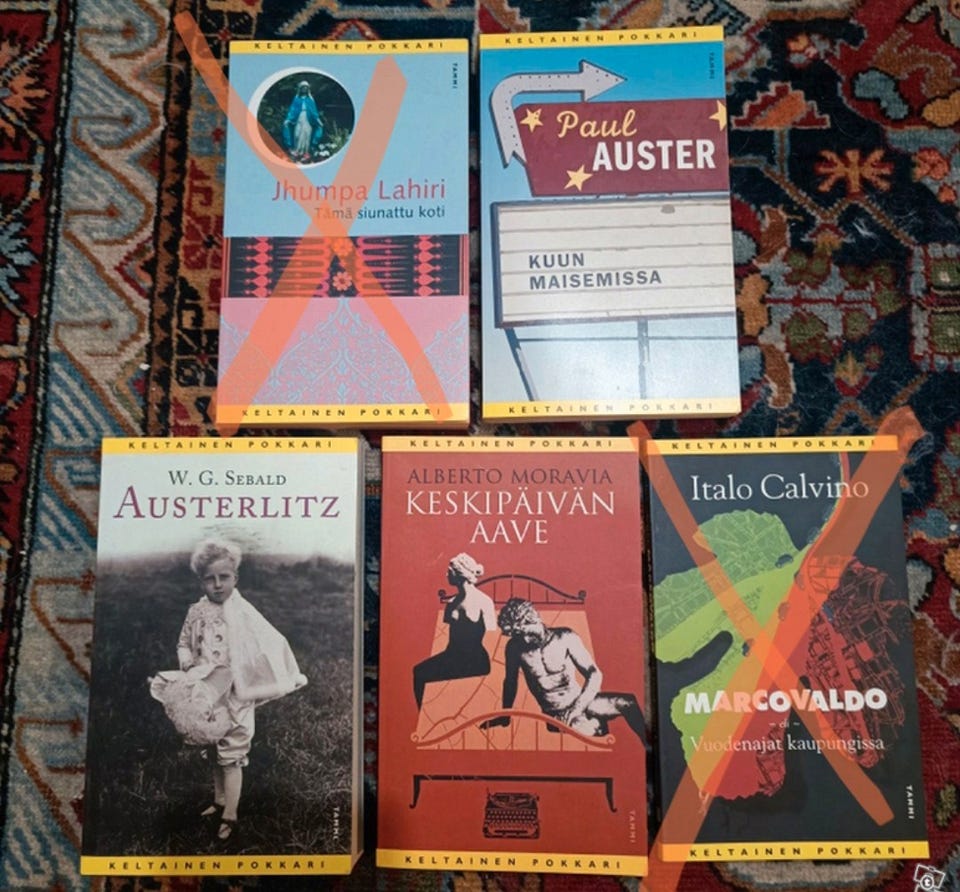 KELTAINEN POKKARI
TAMMI
Jhumpa Lahiri
Tämä siunattu koti
KELTAINEN POKKARI
KELTAINEN POKKARI
TAMMI
Paul
AUSTER
KUUN
MAISEMISSA
KELTAINEN POKKARI
KELTAINEN POKKARI
W. G. SEBALD
AUSTERLITZ
TAMMI
KELTAINEN POKKARI
KELTAINEN POKKARI
ALBERTO MORAVIA
KESKIPÄIVÄN
AAVE
TAMMI
KELTAINEN POKKARI
KELTAINEN POKKARI
Italo Calvino
MARCOVALDO
– eli –
Vuodenajat kaupungissa
TAMMI
KELTAINEN POKKARI
t